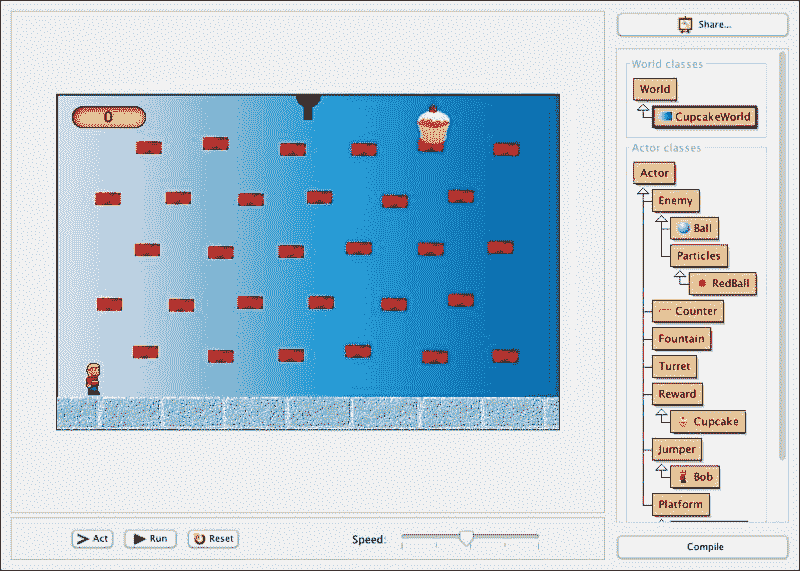 Share...
World classes
World
CupcakeWorld
Actor classes
Actor
Enemy
Ball
Particles
RedBall
Counter
Fountain
Turret
Reward
Cupcake
Jumper
Bob
Platform
0
Act
Run
Reset
Speed:
Compile